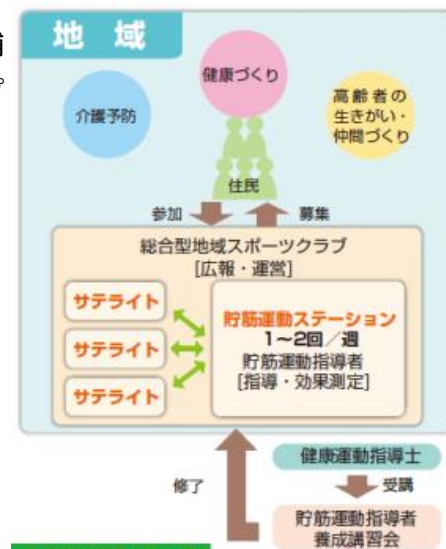 補
。
地域
健康づくり
介護予防
高齢者の
生きがい・
仲間づくり
住民
参加
募集
総合型地域スポーツクラブ
[広報・運営]
サテライト
サテライト
サテライト
貯筋運動ステーション
1〜2回／週
貯筋運動指導者
[指導・効果測定]
健康運動指導士
修了
受講
貯筋運動指導者
養成講習会